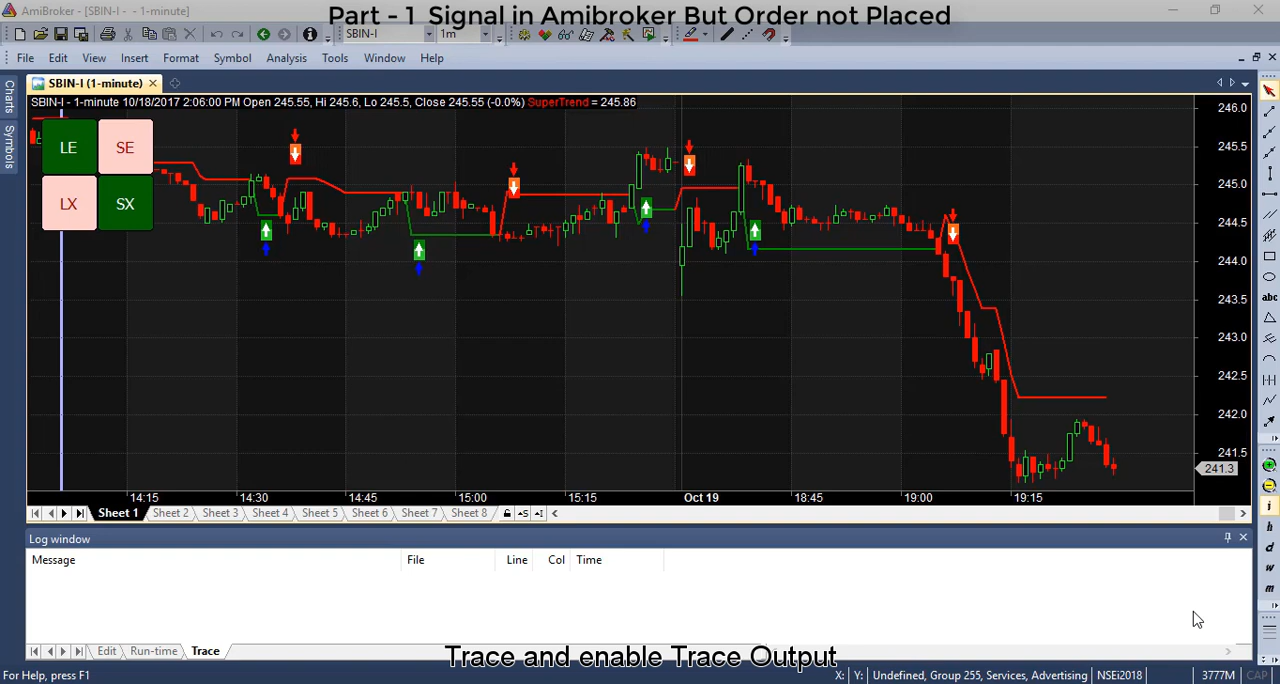 AmiBroker - [SBIN-I - - 1-minute]
Part - 1 Signal in Amibroker But Order not Placed
SBIN-I 1m
File Edit View Insert Format Symbol Analysis Tools Window Help
SBIN-I (1-minute)
Charts
Symbols
SBIN-I - 1-minute 10/18/2017 2:06:00 PM Open 245.55, Hi 245.6, Lo 245.5, Close 245.55 (-0.0%) SuperTrend = 245.86
LE SE
LX SX
246.0
245.5
245.0
244.5
244.0
243.5
243.0
242.5
242.0
241.5
241.3
abc
i
h
d
w
m
14:15 14:30 14:45 15:00 15:15 Oct 19 18:45 19:00 19:15
Sheet 1 Sheet 2 Sheet 3 Sheet 4 Sheet 5 Sheet 6 Sheet 7 Sheet 8
Log window
Message File Line Col Time
Edit Run-time Trace
Trace and enable Trace Output
For Help, press F1 X: Y: Undefined, Group 255, Services, Advertising NSEI2018 3777M CAP